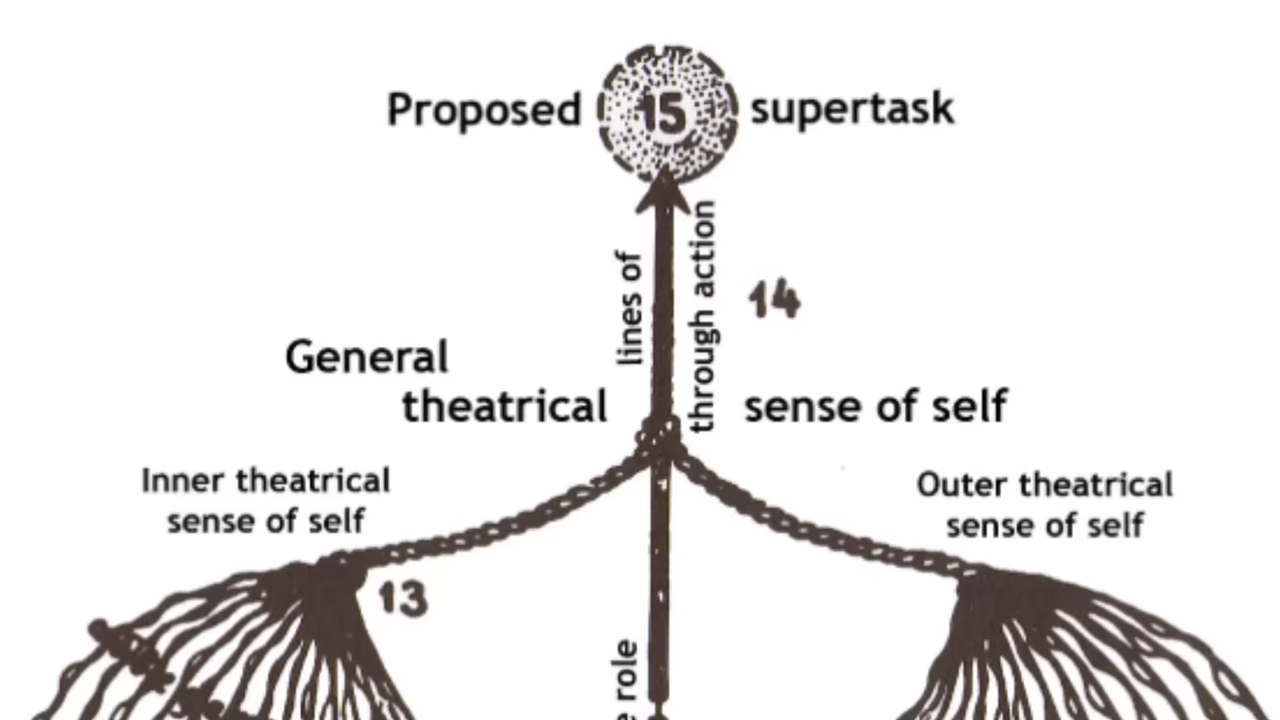 Proposed 15 supertask
lines of
through action
14
General
theatrical sense of self
Inner theatrical
sense of self
Outer theatrical
sense of self
13
role